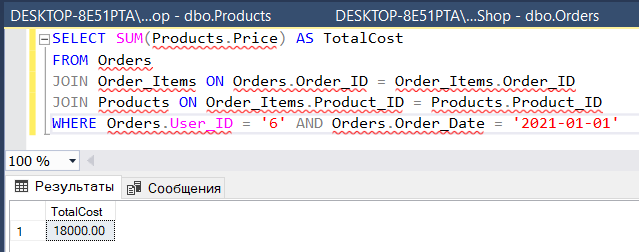 DESKTOP-8E51PTA\...op - dbo.Products DESKTOP-8E51PTA\...Shop - dbo.Orders
SELECT SUM(Products.Price) AS TotalCost
FROM Orders
JOIN Order_Items ON Orders.Order_ID = Order_Items.Order_ID
JOIN Products ON Order_Items.Product_ID = Products.Product_ID
WHERE Orders.User_ID = '6' AND Orders.Order_Date = '2021-01-01'
100 %
Результаты Сообщения
TotalCost
1 18000.00